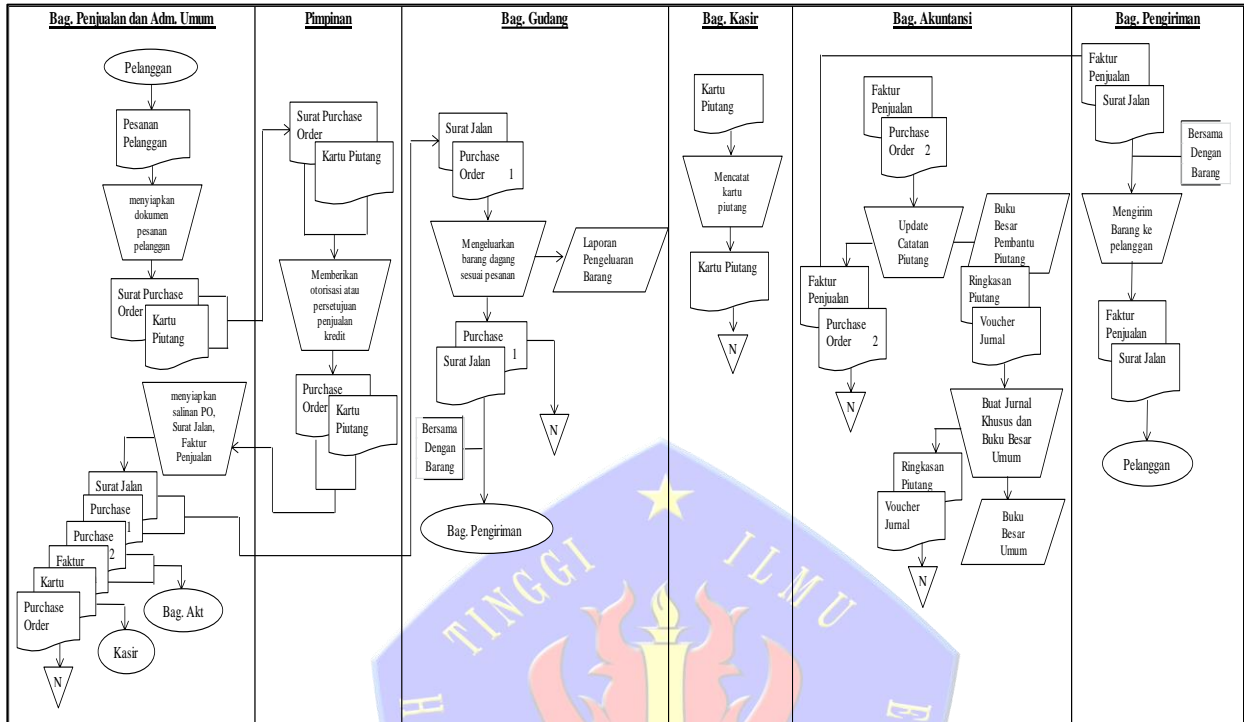 Bag. Penjualan dan Adm. Umum
Pelanggan
Pesanan
Pelanggan
menyiapkan
dokumen
pesanan
pelanggan
Surat Purchase
Order
Kartu
Piutang
menyiapkan
salinan PO,
Surat Jalan,
Faktur
Penjualan
Surat Jalan
Purchase
1
Purchase
2
Faktur
Kartu
Purchase
Order
N
Bag. Akt
Kasir
Pimpinan
Surat Purchase
Order
Kartu Piutang
Memberikan
otorisasi atau
persetujuan
penjualan
kredit
Purchase
Order
Kartu
Piutang
Bag. Gudang
Surat Jalan
Purchase
Order 1
Mengeluarkan
barang dagang
sesuai pesanan
Laporan
Pengeluran
Barang
Purchase
1
Surat Jalan
N
Bersama
Dengan
Barang
Bag. Pengiriman
Bag. Kasir
Kartu
Piutang
Mencatat
kartu
piutang
Kartu Piutang
N
Bag. Akuntansi
Faktur
Penjualan
Purchase
Order 2
Update
Catatan
Piutang
Buku
Besar
Pembantu
Piutang
Faktur
Penjualan
Purchase
Order 2
N
Ringkasan
Piutang
Voucher
Jurnal
Buat Jurnal
Khusus dan
Buku Besar
Umum
Ringkasan
Piutang
Voucher
Jurnal
N
Buku
Besar
Umum
Bag. Pengiriman
Faktur
Penjualan
Surat Jalan
Bersama
Dengan
Barang
Mengirim
Barang ke
pelanggan
Faktur
Penjualan
Surat Jalan
Pelanggan
H TINGGI ILMU E